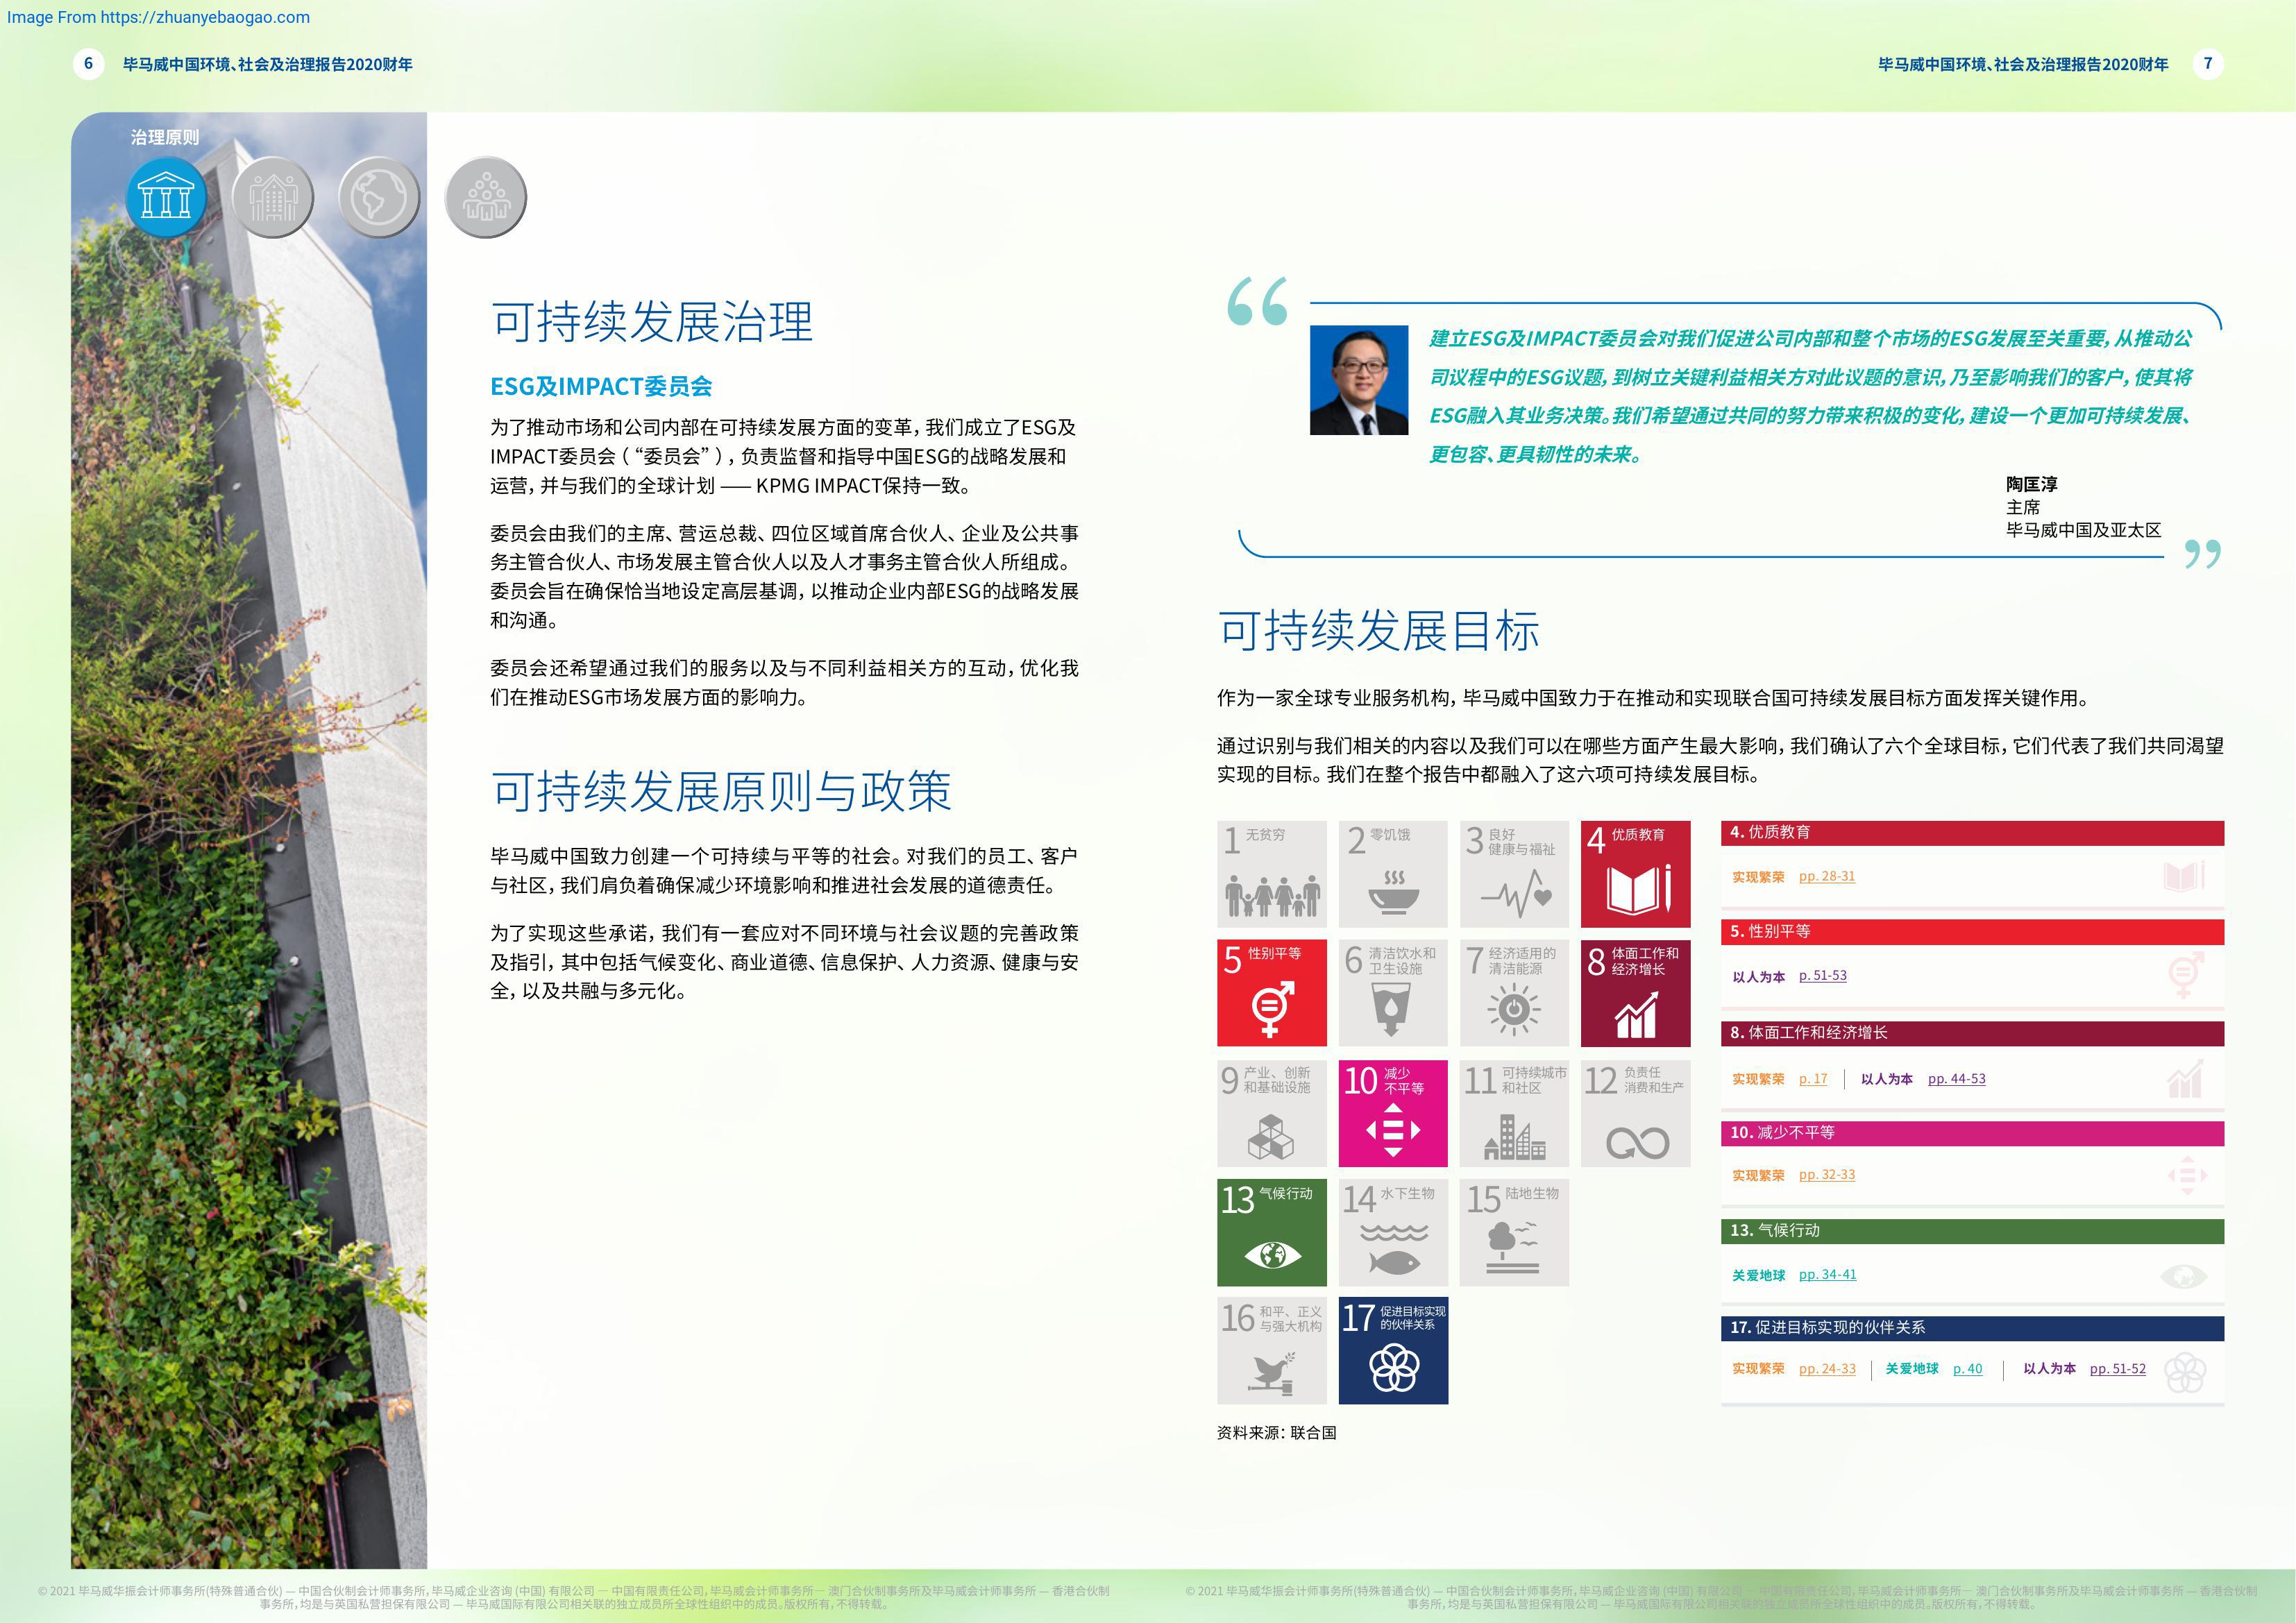 Image From https://zhuanyebaogao.com
6 毕马威中国环境、社会及治理报告2020财年
毕马威中国环境、社会及治理报告2020财年 7
治理原则
可持续发展治理
ESG及IMPACT委员会
为了推动市场和公司内部在可持续发展方面的变革，我们成立了ESG及
IMPACT委员会（“委员会”），负责监督和指导中国ESG的战略发展和
运营，并与我们的全球计划 —— KPMG IMPACT保持一致。
委员会由我们的主席、营运总裁、四位区域首席合伙人、企业及公共事
务主管合伙人、市场发展主管合伙人以及人才事务主管合伙人所组成。
委员会旨在确保恰当地设定高层基调，以推动企业内部ESG的战略发展
和沟通。
委员会还希望通过我们的服务以及与不同利益相关方的互动，优化我
们在推动ESG市场发展方面的影响力。
可持续发展原则与政策
毕马威中国致力创建一个可持续与平等的社会。对我们的员工、客户
与社区，我们肩负着确保减少环境影响和推进社会发展的道德责任。
为了实现这些承诺，我们有一套应对不同环境与社会议题的完善政策
及指引，其中包括气候变化、商业道德、信息保护、人力资源、健康与安
全，以及共融与多元化。
“
建立ESG及IMPACT委员会对我们促进公司内部和整个市场的ESG发展至关重要，从推动公
司议程中的ESG议题，到树立关键利益相关方对此议题的意识，乃至影响我们的客户，使其将
ESG融入其业务决策。我们希望通过共同的努力带来积极的变化，建设一个更加可持续发展、
更包容、更具韧性的未来。
陶匡淳
主席
毕马威中国及亚太区
”
可持续发展目标
作为一家全球专业服务机构，毕马威中国致力于在推动和实现联合国可持续发展目标方面发挥关键作用。
通过识别与我们相关的内容以及我们可以在哪些方面产生最大影响，我们确认了六个全球目标，它们代表了我们共同渴望
实现的目标。我们在整个报告中都融入了这六项可持续发展目标。
1 无贫穷
2 零饥饿
3 良好
健康与福祉
4 优质教育
5 性别平等
6 清洁饮水和
卫生设施
7 经济适用的
清洁能源
8 体面工作和
经济增长
9 产业、创新
和基础设施
10 减少
不平等
11 可持续城市
和社区
12 负责任
消费和生产
13 气候行动
14 水下生物
15 陆地生物
16 和平、正义
与强大机构
17 促进目标实现
的伙伴关系
资料来源：联合国
4. 优质教育
实现繁荣 pp. 28-31
5. 性别平等
以人为本 p. 51-53
8. 体面工作和经济增长
实现繁荣 p. 17 | 以人为本 pp. 44-53
10. 减少不平等
实现繁荣 pp. 32-33
13. 气候行动
关爱地球 pp. 34-41
17. 促进目标实现的伙伴关系
实现繁荣 pp. 24-33 | 关爱地球 p. 40 | 以人为本 pp. 51-52
© 2021 毕马威华振会计师事务所(特殊普通合伙) — 中国合伙制会计师事务所，毕马威企业咨询 (中国) 有限公司 — 中国有限责任公司，毕马威会计师事务所— 澳门合伙制事务所及毕马威会计师事务所 — 香港合伙制
事务所，均是与英国私营担保有限公司 — 毕马威国际有限公司相关联的独立成员所全球性组织中的成员。版权所有，不得转载。
© 2021 毕马威华振会计师事务所(特殊普通合伙) — 中国合伙制会计师事务所，毕马威企业咨询 (中国) 有限公司 — 中国有限责任公司，毕马威会计师事务所— 澳门合伙制事务所及毕马威会计师事务所 — 香港合伙制
事务所，均是与英国私营担保有限公司 — 毕马威国际有限公司相关联的独立成员所全球性组织中的成员。版权所有，不得转载。